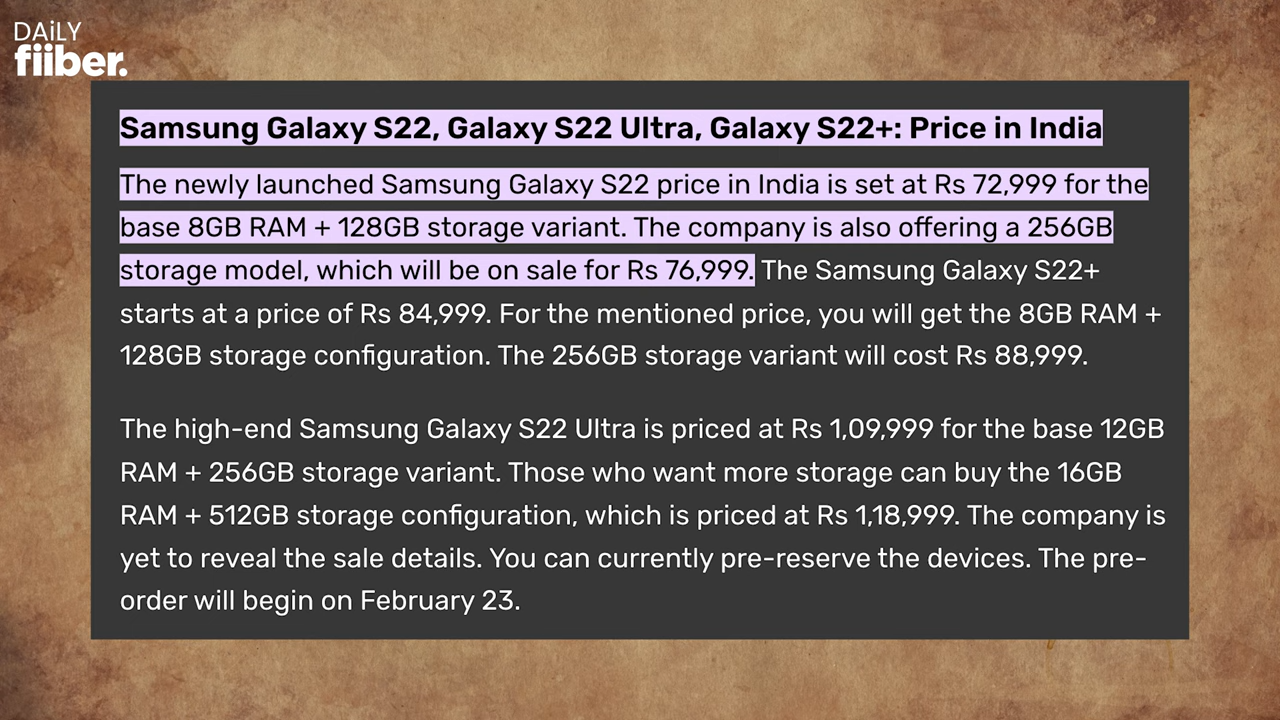 DAiLY
fiiber.
Samsung Galaxy S22, Galaxy S22 Ultra, Galaxy S22+: Price in India
The newly launched Samsung Galaxy S22 price in India is set at Rs 72,999 for the
base 8GB RAM + 128GB storage variant. The company is also offering a 256GB
storage model, which will be on sale for Rs 76,999. The Samsung Galaxy S22+
starts at a price of Rs 84,999. For the mentioned price, you will get the 8GB RAM +
128GB storage configuration. The 256GB storage variant will cost Rs 88,999.
The high-end Samsung Galaxy S22 Ultra is priced at Rs 1,09,999 for the base 12GB
RAM + 256GB storage variant. Those who want more storage can buy the 16GB
RAM + 512GB storage configuration, which is priced at Rs 1,18,999. The company is
yet to reveal the sale details. You can currently pre-reserve the devices. The pre-
order will begin on February 23.